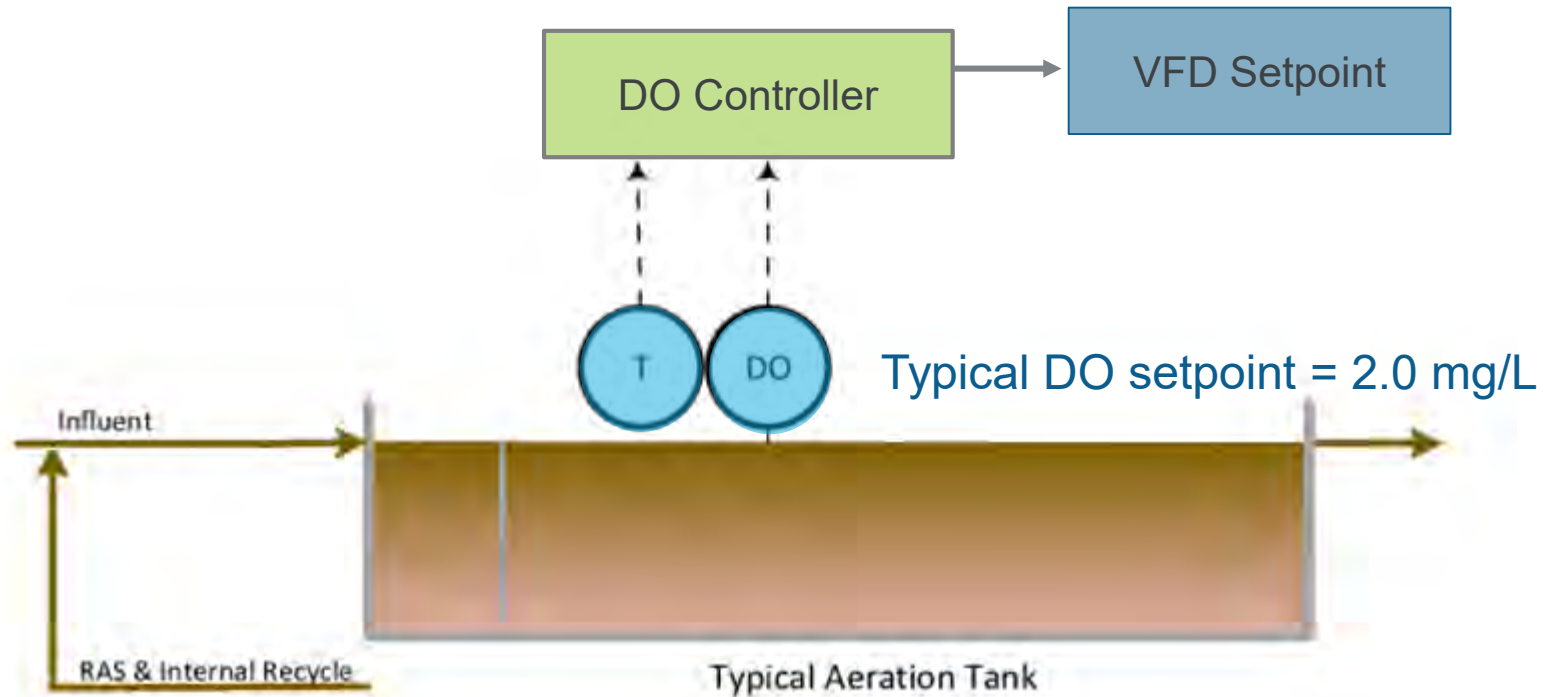 DO Controller
VFD Setpoint
T
DO
Typical DO setpoint = 2.0 mg/L
Influent
RAS & Internal Recycle
Typical Aeration Tank